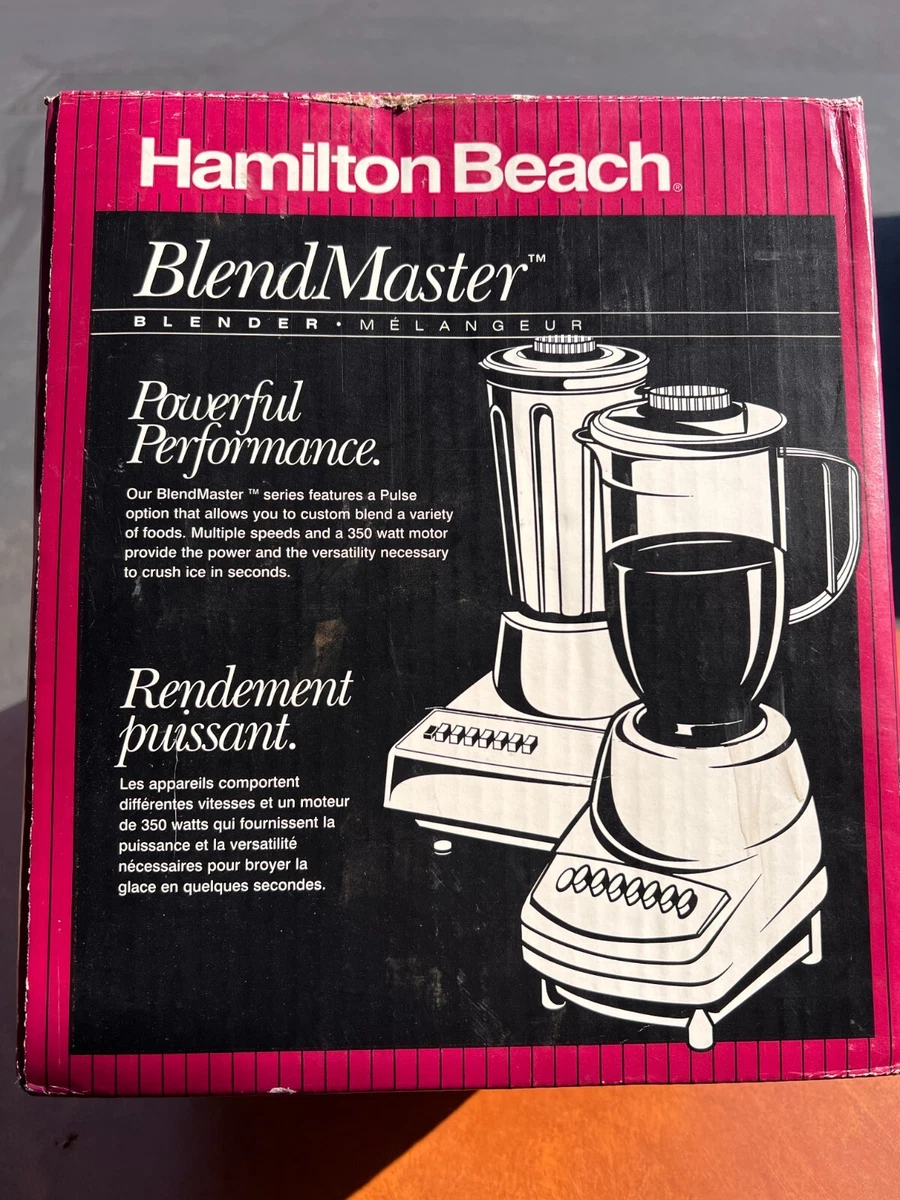 Hamilton Beach®
BlendMaster™
BLENDER • MÉLANGEUR
Powerful
Performance.
Our BlendMaster ™ series features a Pulse
option that allows you to custom blend a variety
of foods. Multiple speeds and a 350 watt motor
provide the power and the versatility necessary
to crush ice in seconds.
Rendement
puissant.
Les appareils comportent
différentes vitesses et un moteur
de 350 watts qui fournissent la
puissance et la versatilité
nécessaires pour broyer la
glace en quelques secondes.